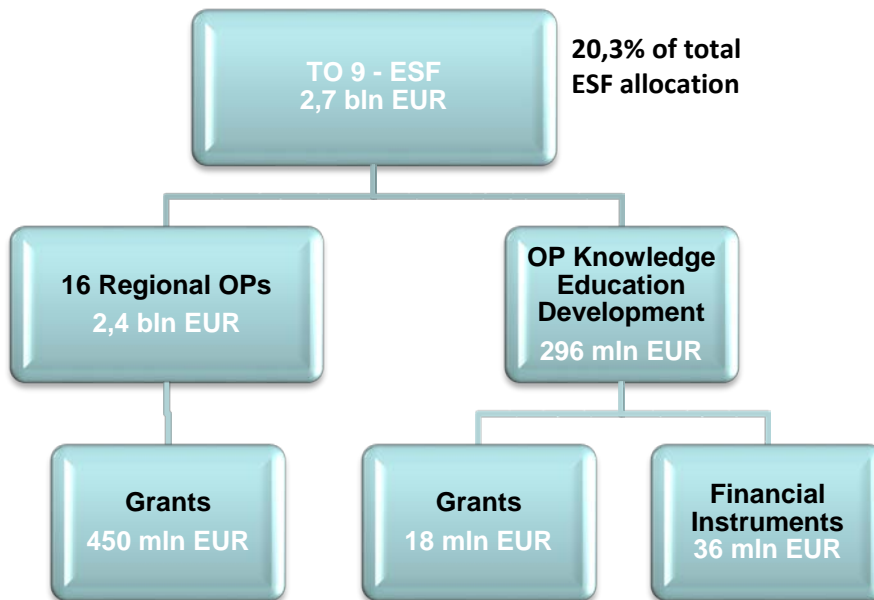 TO 9 - ESF
2,7 bln EUR
20,3% of total
ESF allocation
16 Regional OPs
2,4 bln EUR
OP Knowledge
Education
Development
296 mln EUR
Grants
450 mln EUR
Grants
18 mln EUR
Financial
Instruments
36 mln EUR